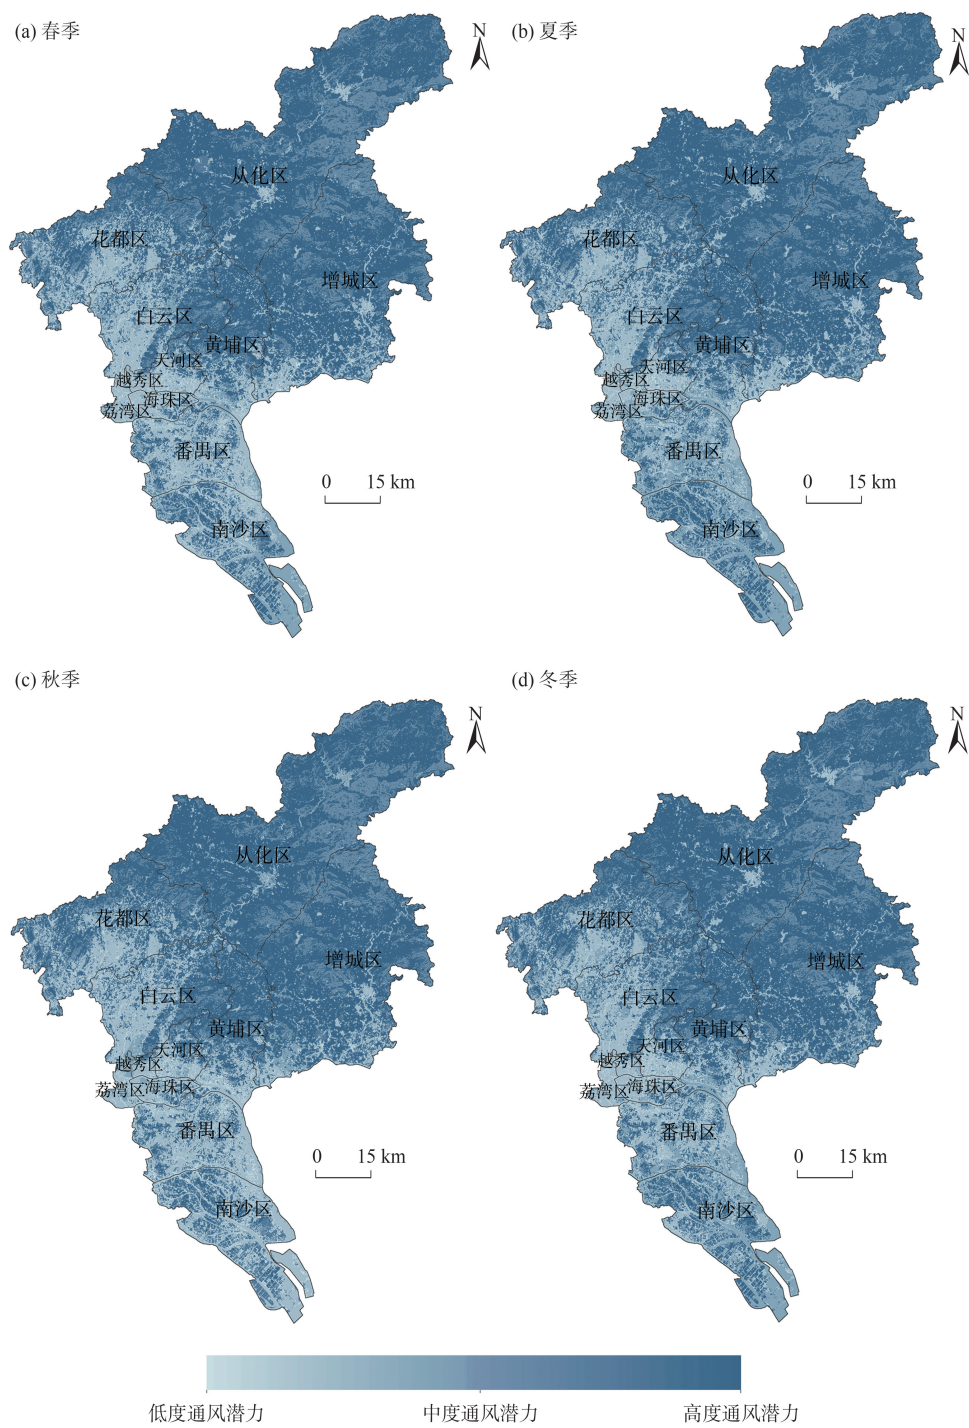 (a) 春季
N
从化区
花都区
增城区
白云区
黄埔区
天河区
越秀区
海珠区
荔湾区
番禺区
0 15 km
南沙区
(b) 夏季
N
从化区
花都区
增城区
白云区
黄埔区
天河区
越秀区
海珠区
荔湾区
番禺区
0 15 km
南沙区
(c) 秋季
N
从化区
花都区
增城区
白云区
黄埔区
天河区
越秀区
荔湾区
海珠区
番禺区
0 15 km
南沙区
(d) 冬季
N
从化区
花都区
增城区
白云区
黄埔区
天河区
越秀区
荔湾区
海珠区
番禺区
0 15 km
南沙区
低度通风潜力 中度通风潜力 高度通风潜力